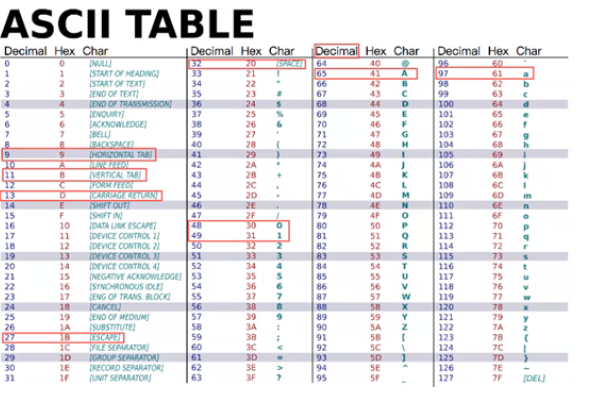 ASCII TABLE
Decimal Hex Char Decimal Hex Char Decimal Hex Char Decimal Hex Char
0 0 [NULL] 32 20 [SPACE] 64 40 @ 96 60 `
1 1 [START OF HEADING] 33 21 ! 65 41 A 97 61 a
2 2 [START OF TEXT] 34 22 " 66 42 B 98 62 b
3 3 [END OF TEXT] 35 23 # 67 43 C 99 63 c
4 4 [END OF TRANSMISSION] 36 24 $ 68 44 D 100 64 d
5 5 [ENQUIRY] 37 25 % 69 45 E 101 65 e
6 6 [ACKNOWLEDGE] 38 26 & 70 46 F 102 66 f
7 7 [BELL] 39 27 ' 71 47 G 103 67 g
8 8 [BACKSPACE] 40 28 ( 72 48 H 104 68 h
9 9 [HORIZONTAL TAB] 41 29 ) 73 49 I 105 69 i
10 A [LINE FEED] 42 2A * 74 4A J 106 6A j
11 B [VERTICAL TAB] 43 2B + 75 4B K 107 6B k
12 C [FORM FEED] 44 2C , 76 4C L 108 6C l
13 D [CARRIAGE RETURN] 45 2D - 77 4D M 109 6D m
14 E [SHIFT OUT] 46 2E . 78 4E N 110 6E n
15 F [SHIFT IN] 47 2F / 79 4F O 111 6F o
16 10 [DATA LINK ESCAPE] 48 30 0 80 50 P 112 70 p
17 11 [DEVICE CONTROL 1] 49 31 1 81 51 Q 113 71 q
18 12 [DEVICE CONTROL 2] 50 32 2 82 52 R 114 72 r
19 13 [DEVICE CONTROL 3] 51 33 3 83 53 S 115 73 s
20 14 [DEVICE CONTROL 4] 52 34 4 84 54 T 116 74 t
21 15 [NEGATIVE ACKNOWLEDGE] 53 35 5 85 55 U 117 75 u
22 16 [SYNCHRONOUS IDLE] 54 36 6 86 56 V 118 76 v
23 17 [ENG OF TRANS. BLOCK] 55 37 7 87 57 W 119 77 w
24 18 [CANCEL] 56 38 8 88 58 X 120 78 x
25 19 [END OF MEDIUM] 57 39 9 89 59 Y 121 79 y
26 1A [SUBSTITUTE] 58 3A : 90 5A Z 122 7A z
27 1B [ESCAPE] 59 3B ; 91 5B [ 123 7B {
28 1C [FILE SEPARATOR] 60 3C < 92 5C \ 124 7C |
29 1D [GROUP SEPARATOR] 61 3D = 93 5D ] 125 7D }
30 1E [RECORD SEPARATOR] 62 3E > 94 5E ^ 126 7E ~
31 1F [UNIT SEPARATOR] 63 3F ? 95 5F _ 127 7F [DEL]